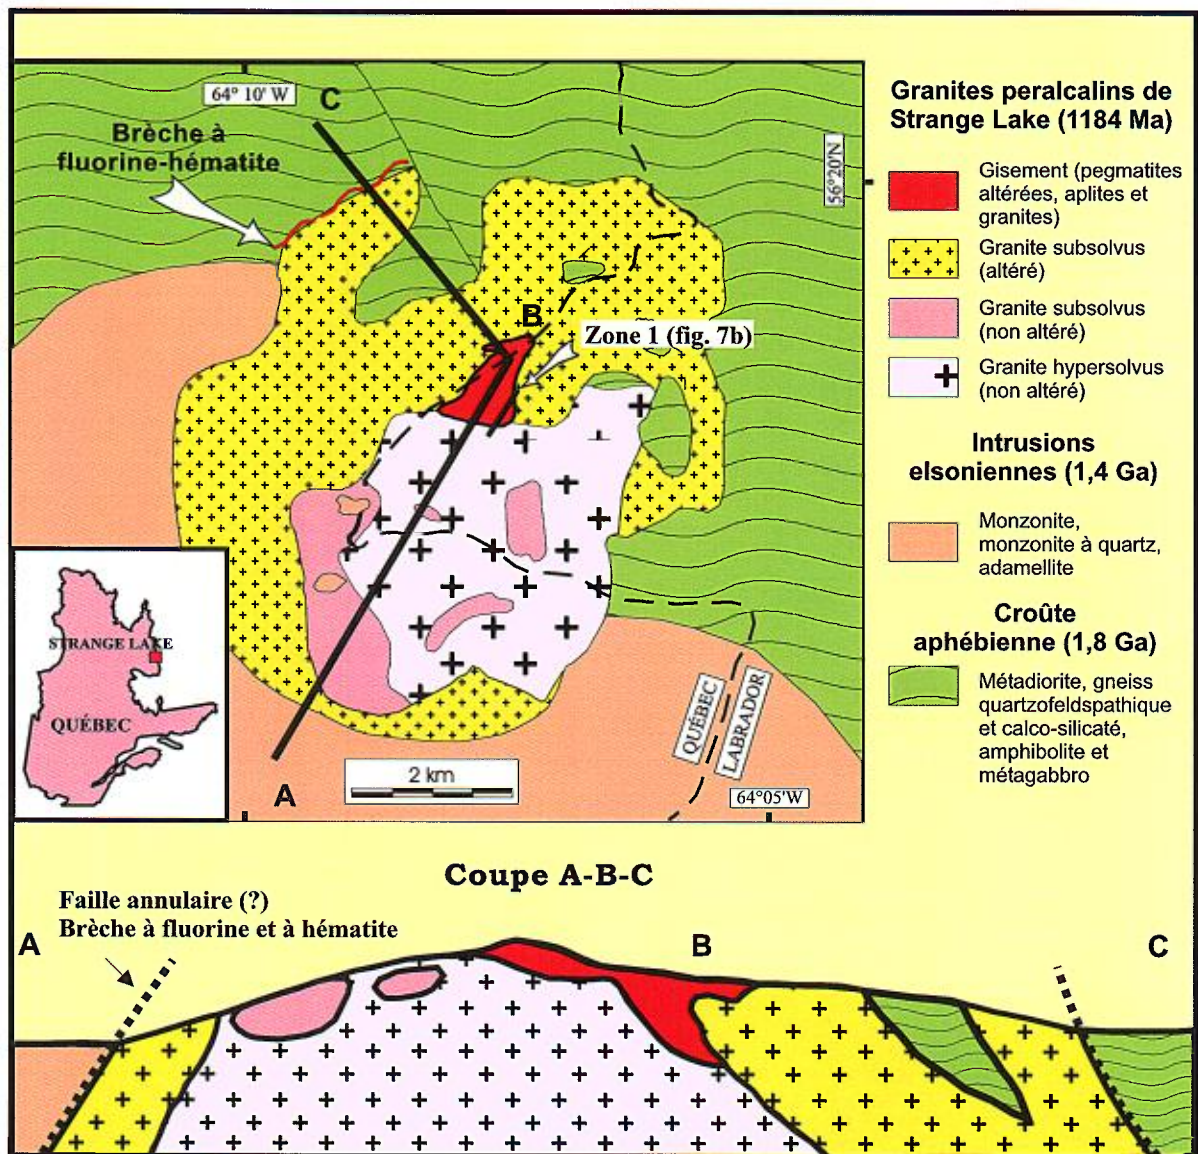 64° 10' W
C
Brèche à
fluorine-hématite
56°20'N
B
Zone 1 (fig. 7b)
STRANGE LAKE
QUÉBEC
A
2 km
QUÉBEC
LABRADOR
64°05'W
Granites peralcalins de
Strange Lake (1184 Ma)
Gisement (pegmatites
altérées, aplites et
granites)
Granite subsolvus
(altéré)
Granite subsolvus
(non altéré)
Granite hypersolvus
(non altéré)
Intrusions
elsoniennes (1,4 Ga)
Monzonite,
monzonite à quartz,
adamellite
Croûte
aphébienne (1,8 Ga)
Métadiorite, gneiss
quartzofeldspathique
et calco-silicaté,
amphibolite et
métagabbro
Coupe A-B-C
Faille annulaire (?)
Brèche à fluorine et à hématite
A
B
C